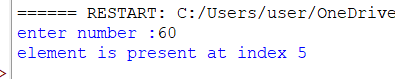 ====== RESTART: C:/Users/user/OneDrive
enter number :60
element is present at index 5
>